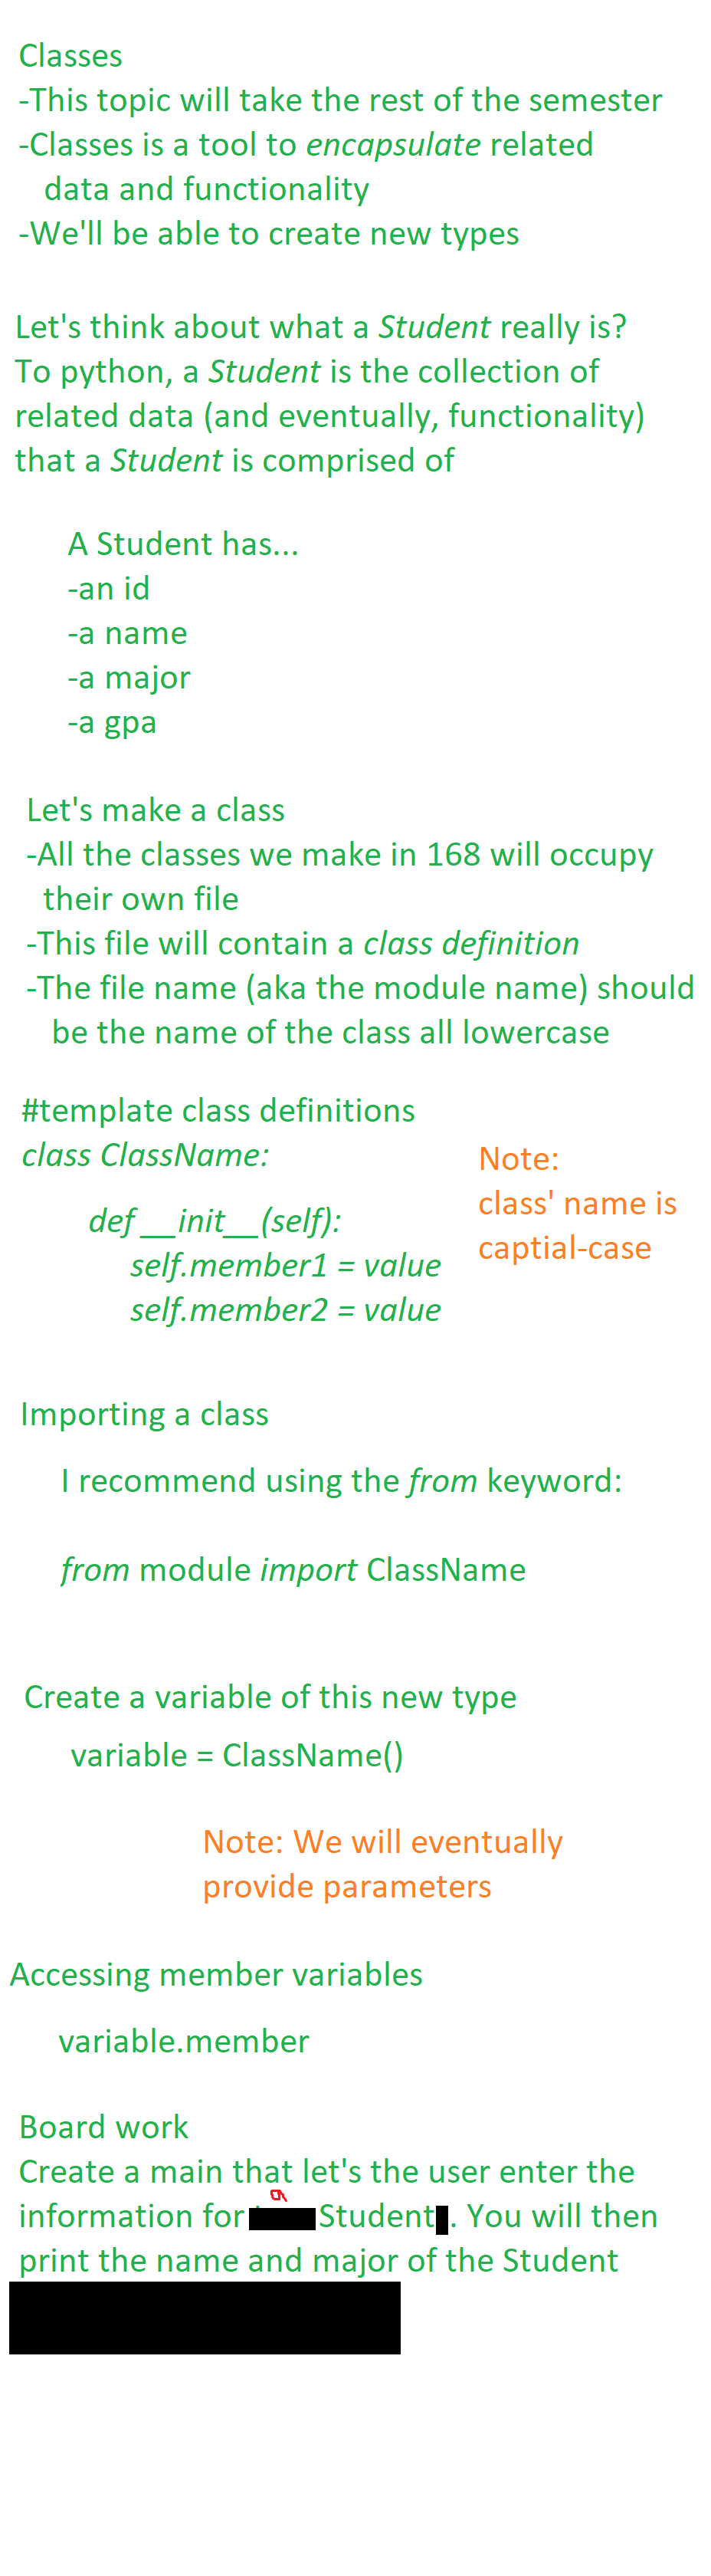 Classes
-This topic will take the rest of the semester
-Classes is a tool to encapsulate related
data and functionality
-We'll be able to create new types
Let's think about what a Student really is?
To python, a Student is the collection of
related data (and eventually, functionality)
that a Student is comprised of
A Student has...
-an id
-a name
-a major
-a gpa
Let's make a class
-All the classes we make in 168 will occupy
their own file
-This file will contain a class definition
-The file name (aka the module name) should
be the name of the class all lowercase
#template class definitions
class ClassName:
def __init__(self):
self.member1 = value
self.member2 = value
Note:
class' name is
captial-case
Importing a class
I recommend using the from keyword:
from module import ClassName
Create a variable of this new type
variable = ClassName()
Note: We will eventually
provide parameters
Accessing member variables
variable.member
Board work
Create a main that let's the user enter the
information for a Student. You will then
print the name and major of the Student